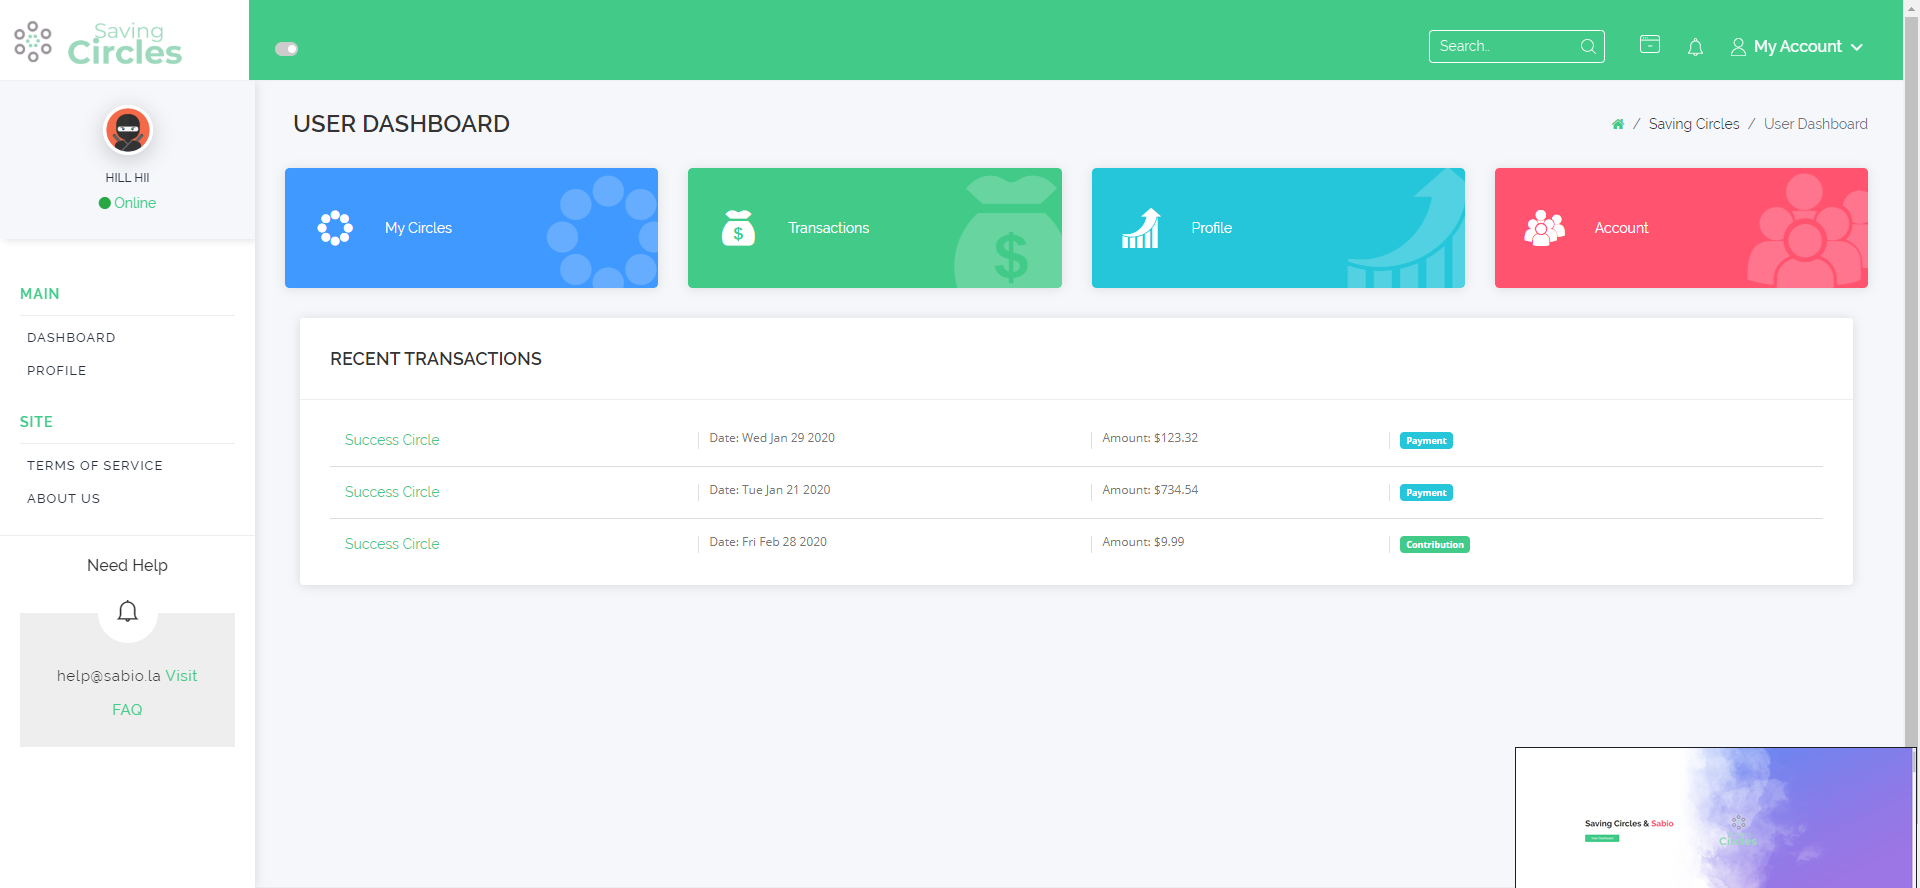 Saving
Circles
Search..
My Account
HILL HII
Online
MAIN
DASHBOARD
PROFILE
SITE
TERMS OF SERVICE
ABOUT US
Need Help
help@sabio.la Visit
FAQ
USER DASHBOARD
/ Saving Circles / User Dashboard
My Circles
$
Transactions
$
Profile
Account
RECENT TRANSACTIONS
Success Circle Date: Wed Jan 29 2020 Amount: $123.32 Payment
Success Circle Date: Tue Jan 21 2020 Amount: $734.54 Payment
Success Circle Date: Fri Feb 28 2020 Amount: $9.99 Contribution
Saving Circles & Sabio
Circles